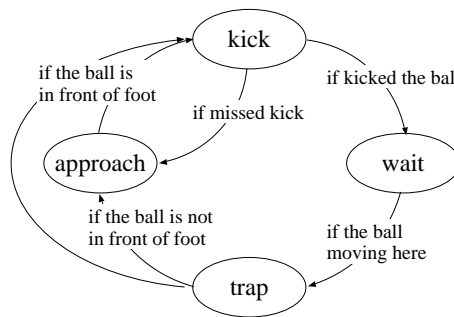 kick
if the ball is
in front of foot
if kicked the bal
if missed kick
approach
wait
if the ball is not
in front of foot
if the ball
moving here
trap